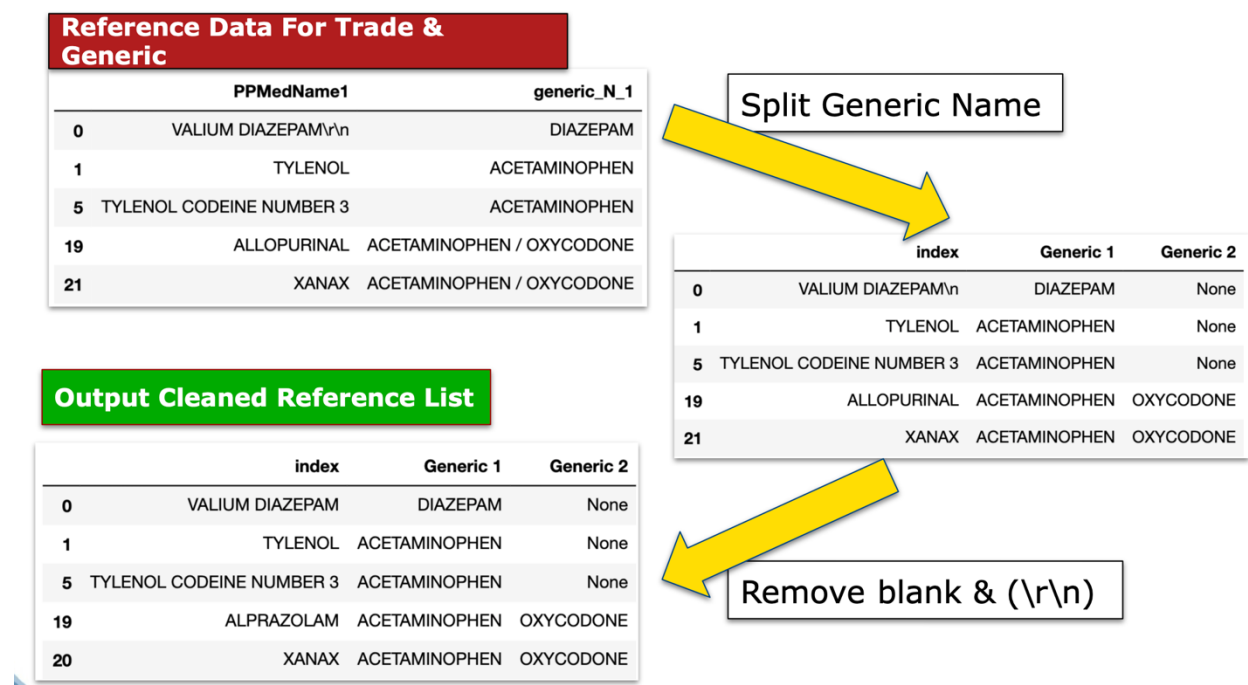 Reference Data For Trade &
Generic
PPMedName1 generic_N_1
0 VALIUM DIAZEPAM\r\n DIAZEPAM
1 TYLENOL ACETAMINOPHEN
5 TYLENOL CODEINE NUMBER 3 ACETAMINOPHEN
19 ALLOPURINAL ACETAMINOPHEN / OXYCODONE
21 XANAX ACETAMINOPHEN / OXYCODONE
Split Generic Name
index Generic 1 Generic 2
0 VALIUM DIAZEPAM\n DIAZEPAM None
1 TYLENOL ACETAMINOPHEN None
5 TYLENOL CODEINE NUMBER 3 ACETAMINOPHEN None
19 ALLOPURINAL ACETAMINOPHEN OXYCODONE
21 XANAX ACETAMINOPHEN OXYCODONE
Remove blank & (\r\n)
Output Cleaned Reference List
index Generic 1 Generic 2
0 VALIUM DIAZEPAM DIAZEPAM None
1 TYLENOL ACETAMINOPHEN None
5 TYLENOL CODEINE NUMBER 3 ACETAMINOPHEN None
19 ALPRAZOLAM ACETAMINOPHEN OXYCODONE
20 XANAX ACETAMINOPHEN OXYCODONE